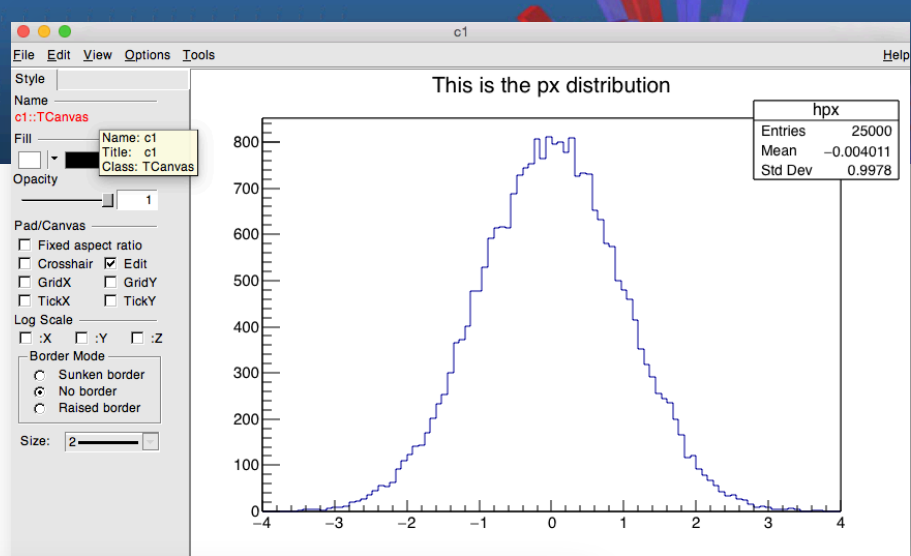 c1
File Edit View Options Tools Help
Style
Name
c1::TCanvas
Fill
Name: c1
Title: c1
Class: TCanvas
Opacity
1
Pad/Canvas
Fixed aspect ratio
Crosshair Edit
GridX GridY
TickX TickY
Log Scale
:X :Y :Z
Border Mode
Sunken border
No border
Raised border
Size: 2
This is the px distribution
hpx
Entries 25000
Mean −0.004011
Std Dev 0.9978
800
700
600
500
400
300
200
100
0
−4 −3 −2 −1 0 1 2 3 4